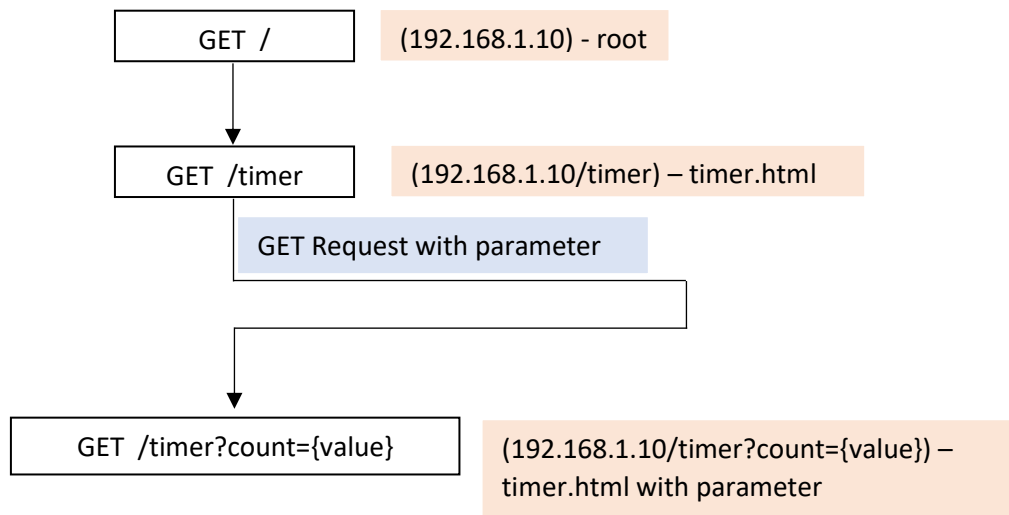 GET /
(192.168.1.10) - root
GET /timer
(192.168.1.10/timer) – timer.html
GET Request with parameter
GET /timer?count={value}
(192.168.1.10/timer?count={value}) –
timer.html with parameter